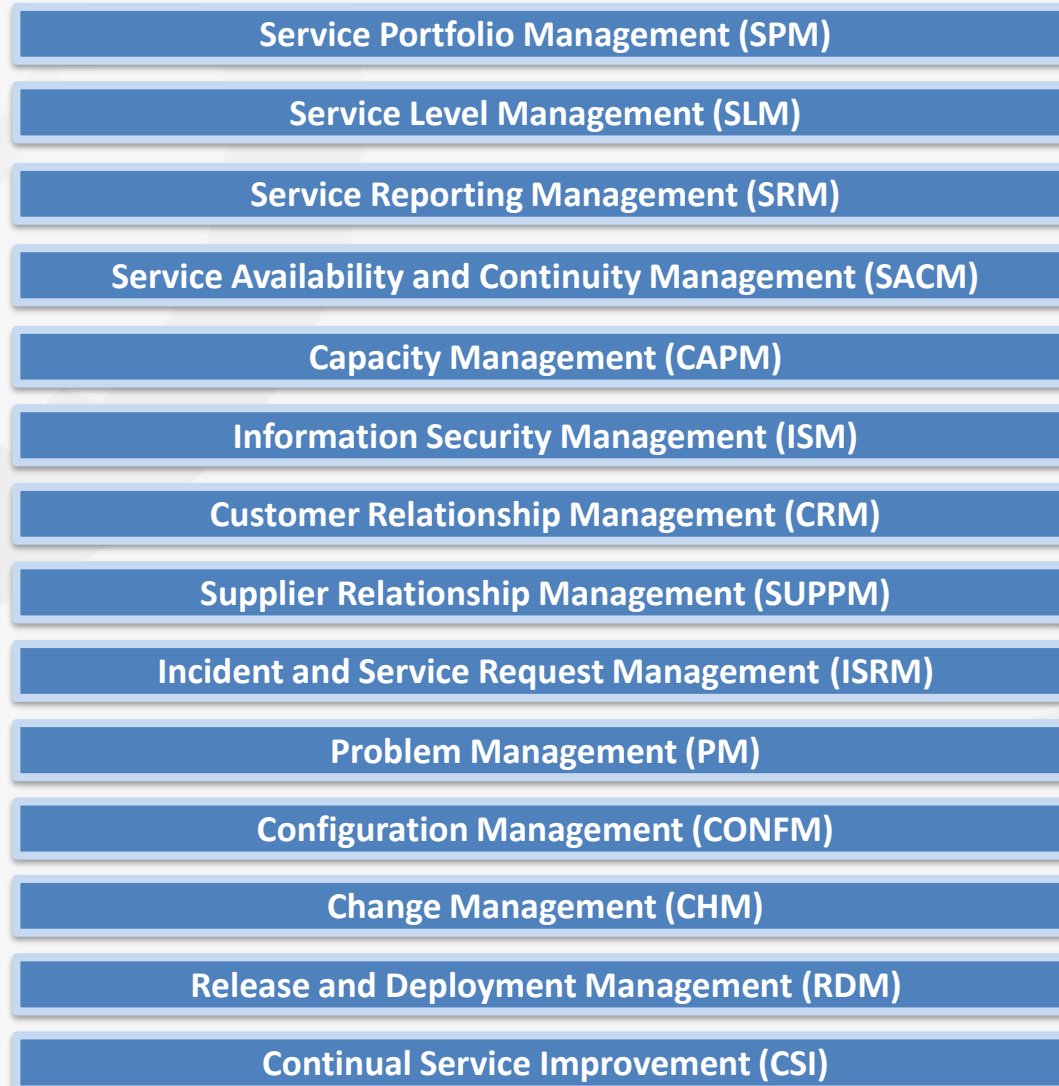 Service Portfolio Management (SPM)
Service Level Management (SLM)
Service Reporting Management (SRM)
Service Availability and Continuity Management (SACM)
Capacity Management (CAPM)
Information Security Management (ISM)
Customer Relationship Management (CRM)
Supplier Relationship Management (SUPPM)
Incident and Service Request Management (ISRM)
Problem Management (PM)
Configuration Management (CONFM)
Change Management (CHM)
Release and Deployment Management (RDM)
Continual Service Improvement (CSI)